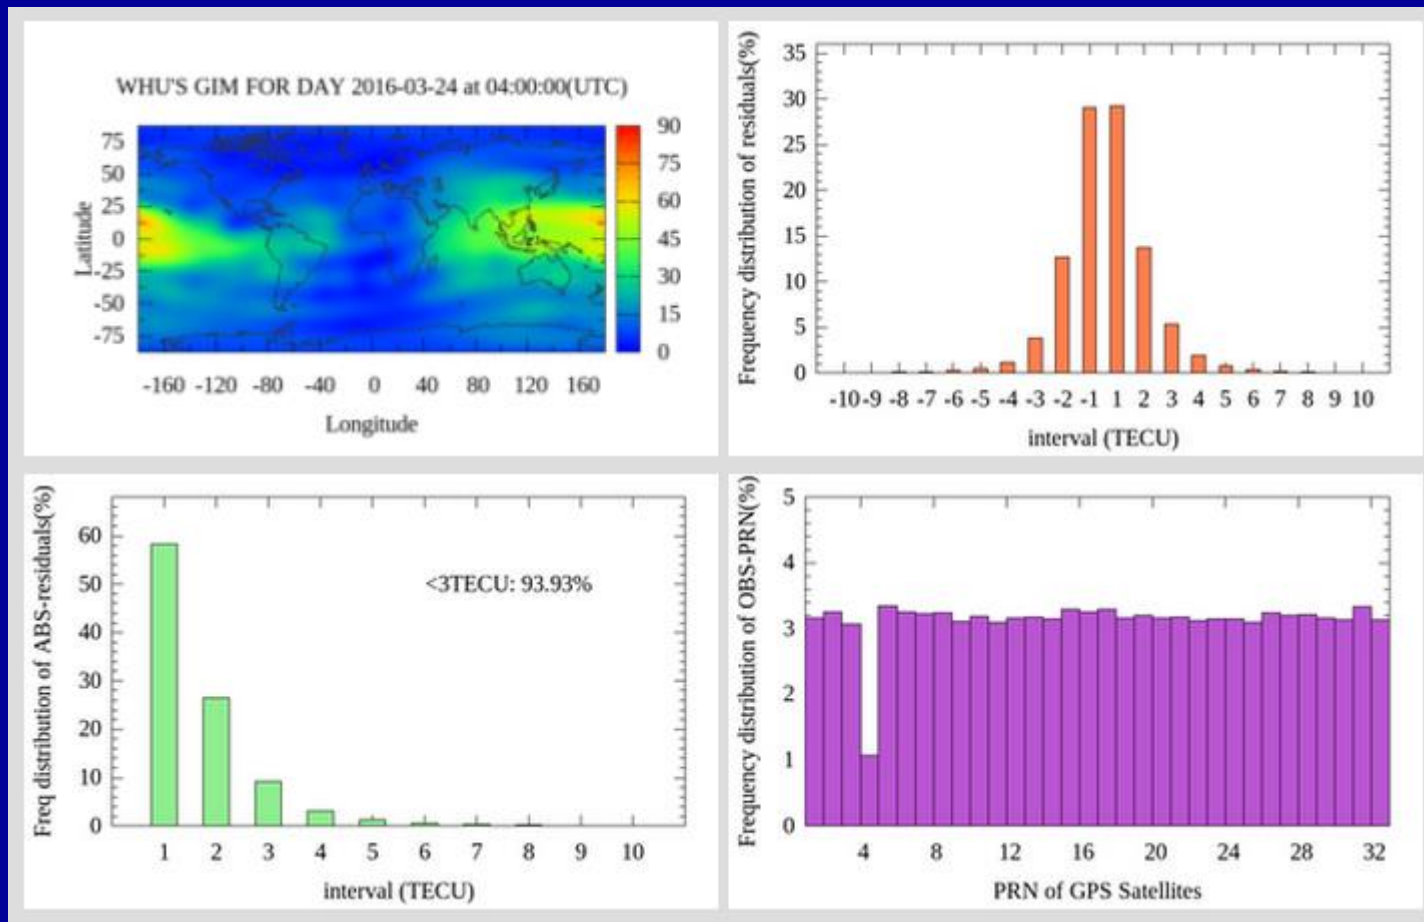 WHU'S GIM FOR DAY 2016-03-24 at 04:00:00(UTC)
75
50
25
0
-25
-50
-75
Latitude
-160 -120 -80 -40 0 40 80 120 160
Longitude
90
75
60
45
30
15
0
Frequency distribution of residuals(%)
35
30
25
20
15
10
5
0
-10 -9 -8 -7 -6 -5 -4 -3 -2 -1 1 2 3 4 5 6 7 8 9 10
interval (TECU)
Freq distribution of ABS-residuals(%)
60
50
40
30
20
10
0
<3TECU: 93.93%
1 2 3 4 5 6 7 8 9 10
interval (TECU)
Frequency distribution of OBS-PRN(%)
5
4
3
2
1
0
4 8 12 16 20 24 28 32
PRN of GPS Satellites